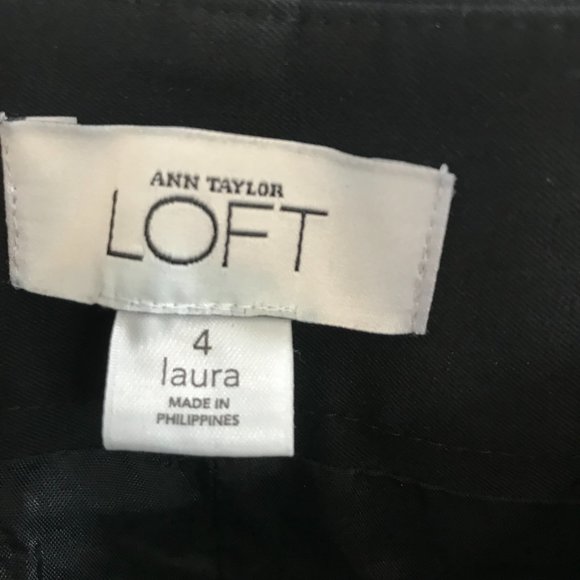 ANN TAYLOR
LOFT
4
laura
MADE IN
PHILIPPINES